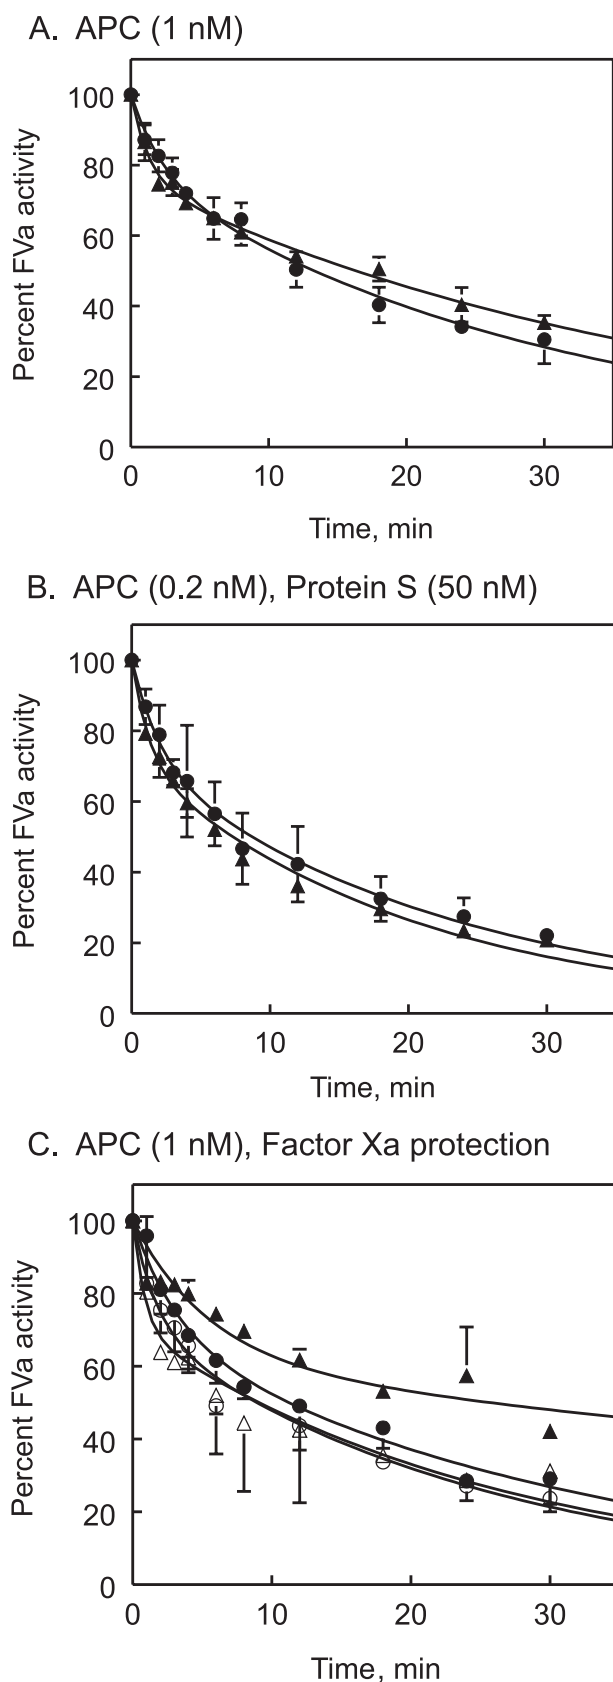 A. APC (1 nM)
100
80
60
40
20
0
Percent FVa activity
0 10 20 30
Time, min
B. APC (0.2 nM), Protein S (50 nM)
100
80
60
40
20
0
Percent FVa activity
0 10 20 30
Time, min
C. APC (1 nM), Factor Xa protection
100
80
60
40
20
0
Percent FVa activity
0 10 20 30
Time, min